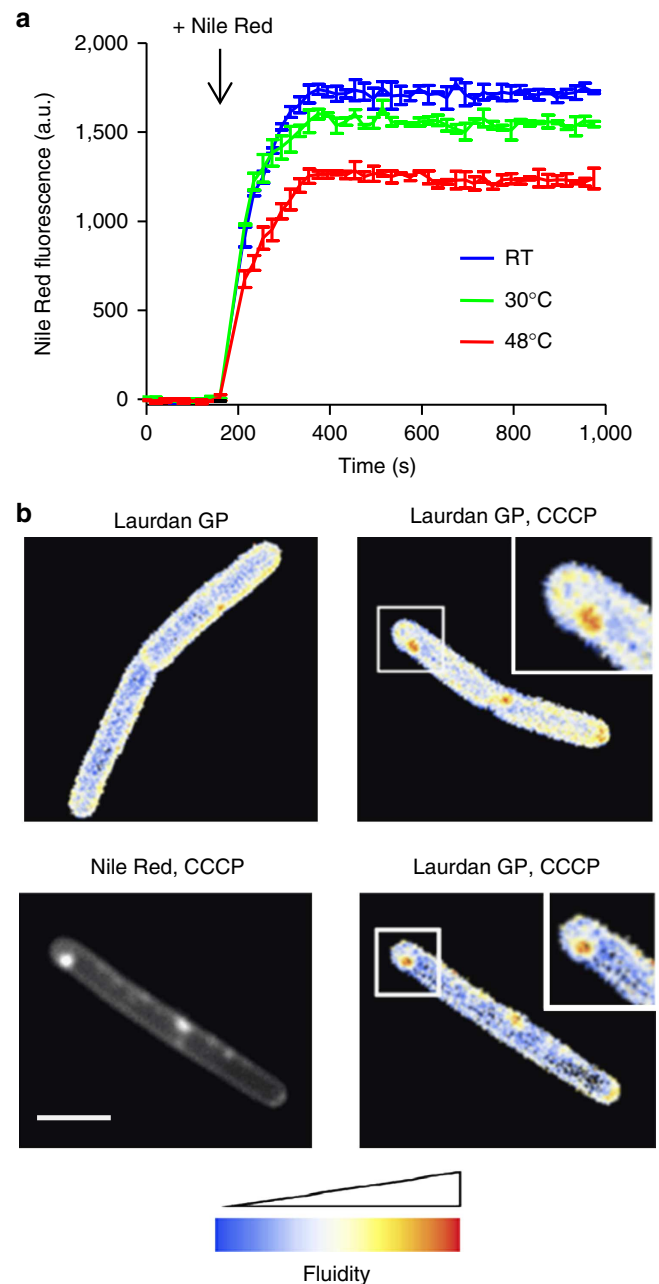 a
+ Nile Red
2,000
1,500
1,000
500
0
Nile Red fluorescence (a.u.)
RT
30°C
48°C
0 200 400 600 800 1,000
Time (s)
b
Laurdan GP
Laurdan GP, CCCP
Nile Red, CCCP
Laurdan GP, CCCP
Fluidity